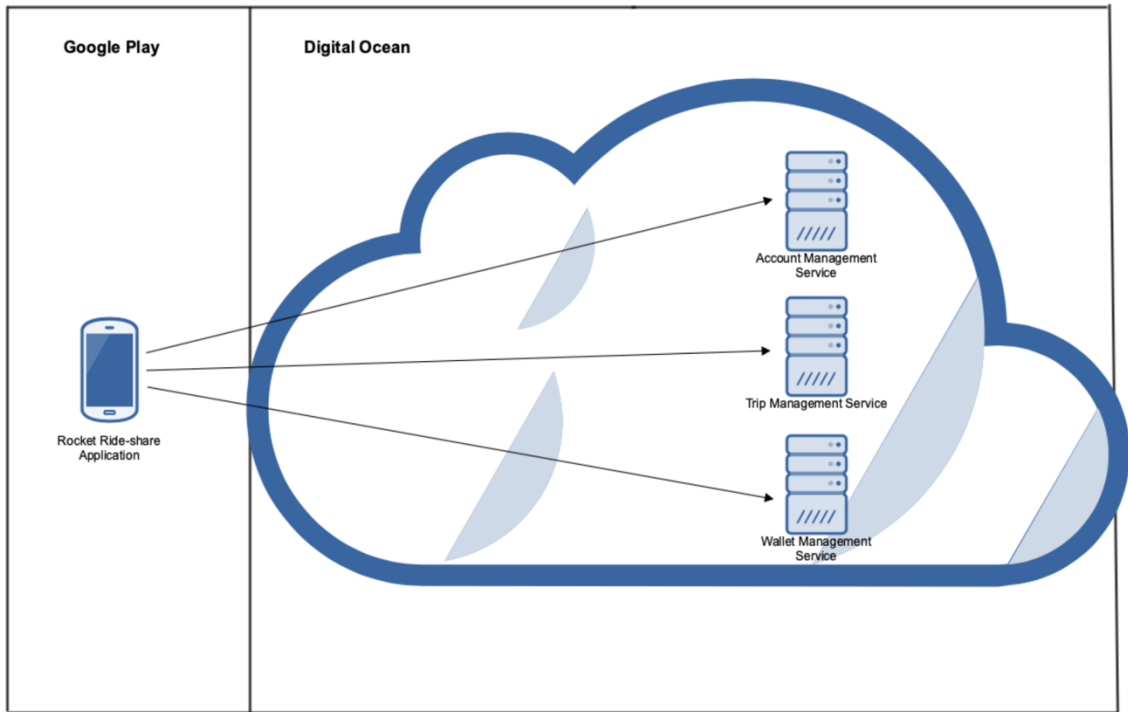 Google Play
Digital Ocean
Account Management
Service
Rocket Ride-share
Application
Trip Management Service
Wallet Management
Service